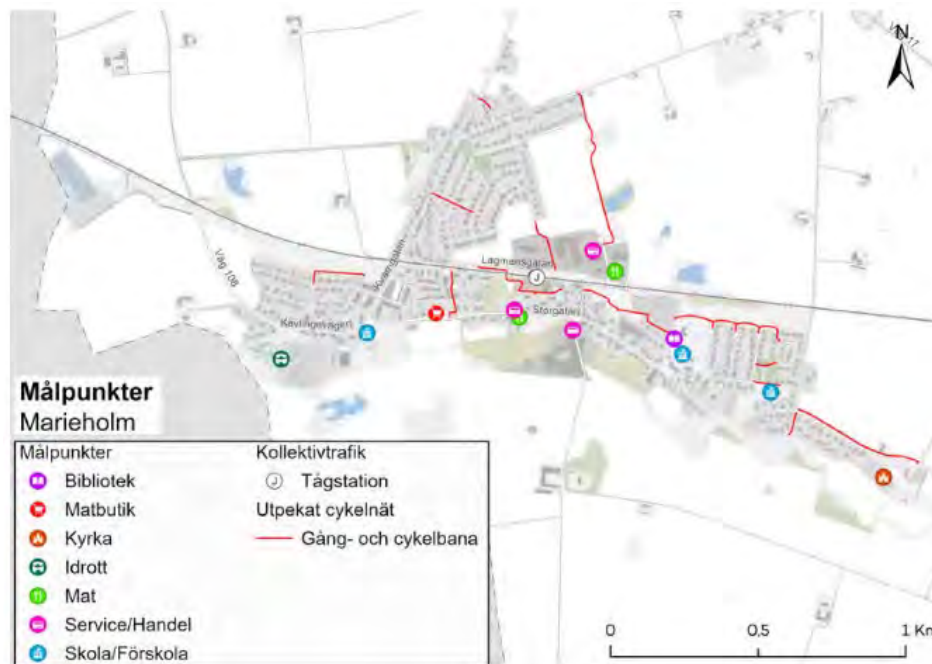 N
Lagmansgatan
Väg 108
Storgatan
Kävlingevägen
Målpunkter
Marieholm
Målpunkter
Bibliotek
Matbutik
Kyrka
Idrott
Mat
Service/Handel
Skola/Förskola
Kollektivtrafik
J Tågstation
Utpekat cykelnät
Gång- och cykelbana
0 0.5 1 Km